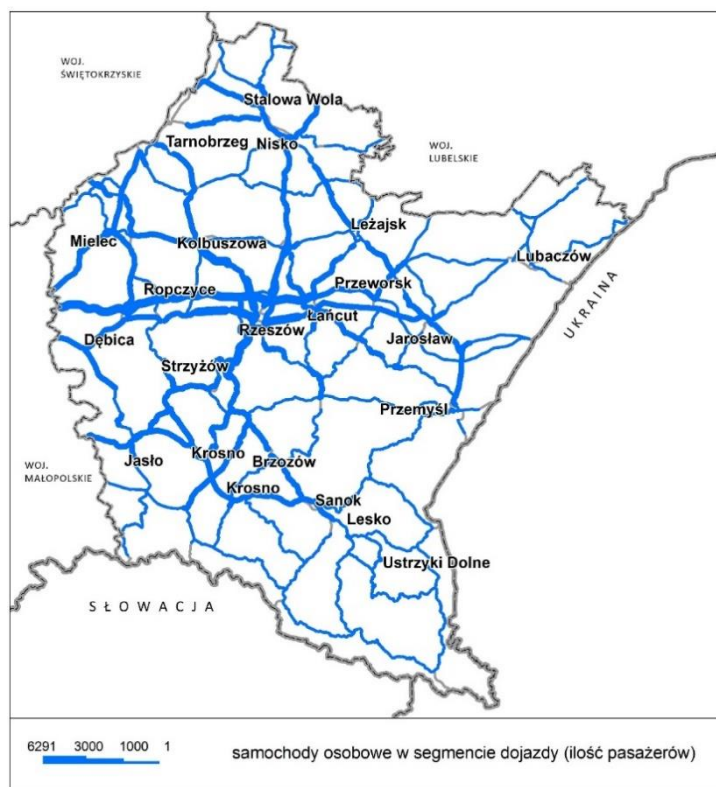 WOJ.
ŚWIĘTOKRZYSKIE
Stalowa Wola
Tarnobrzeg
Nisko
WOJ.
LUBELSKIE
Leżajsk
Mielec
Kolbuszowa
Lubaczów
Ropczyce
Przeworsk
Łańcut
Rzeszów
UKRAINA
Dębica
Jarosław
Strzyżów
Przemyśl
WOJ.
MAŁOPOLSKIE
Jasło
Krosno
Brzozów
Krosno
Sanok
Lesko
Ustrzyki Dolne
SŁOWACJA
6291 3000 1000 1
samochody osobowe w segmencie dojazdy (ilość pasażerów)